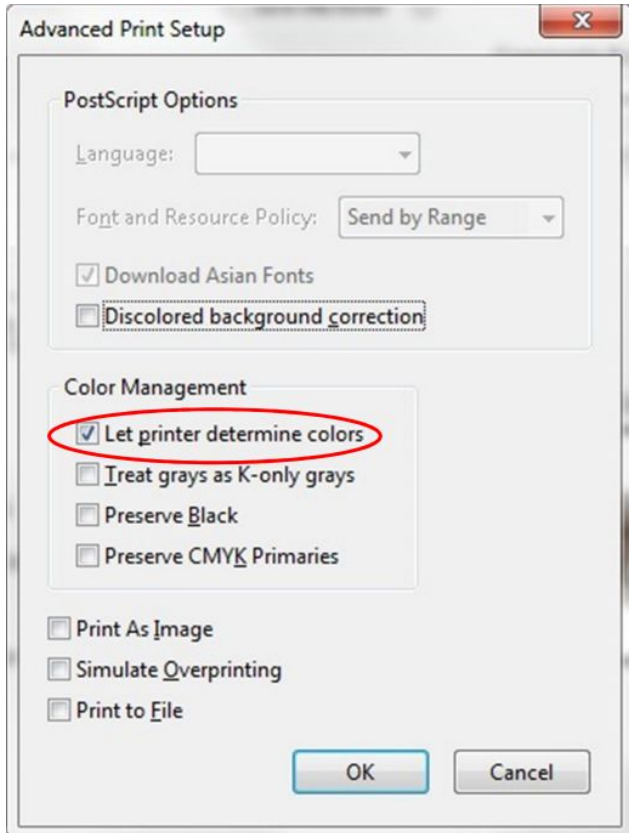 Advanced Print Setup
PostScript Options
Language:
Font and Resource Policy: Send by Range
Download Asian Fonts
Discolored background correction
Color Management
Let printer determine colors
Treat grays as K-only grays
Preserve Black
Preserve CMYK Primaries
Print As Image
Simulate Overprinting
Print to File
OK Cancel